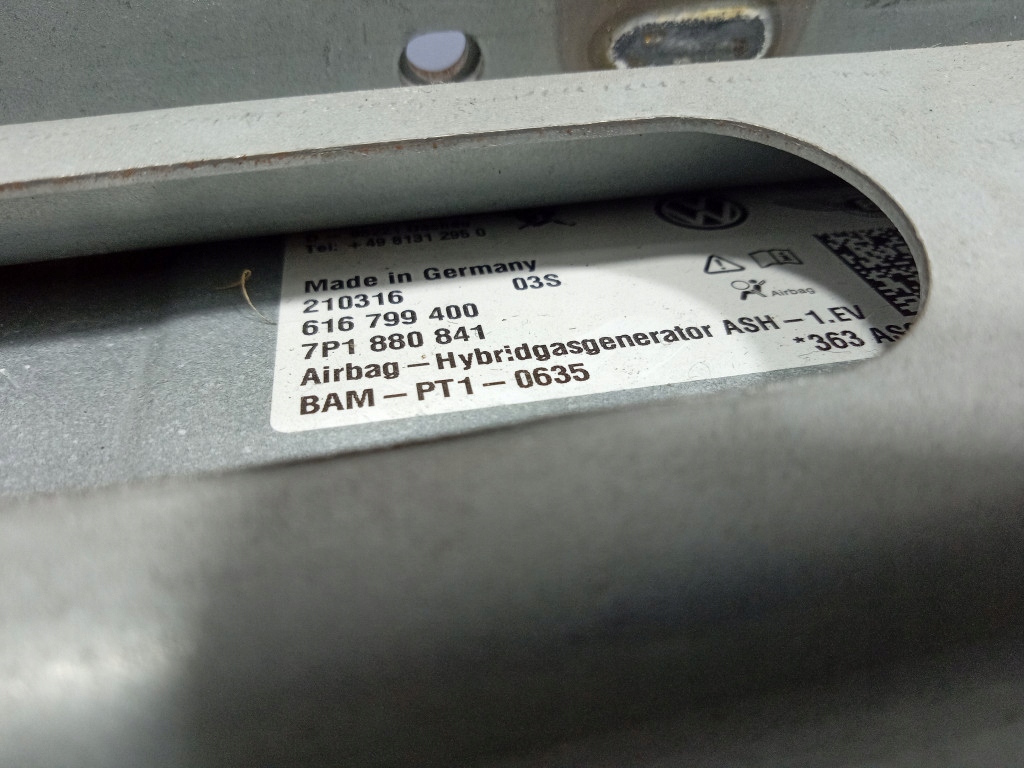 Tel: +49 8131 295 0
VW
Made in Germany
210316 03S
616 799 400
7P1 880 841
Airbag
Airbag-Hybridgasgenerator ASH-1.EV
BAM-PT1-0635 *363